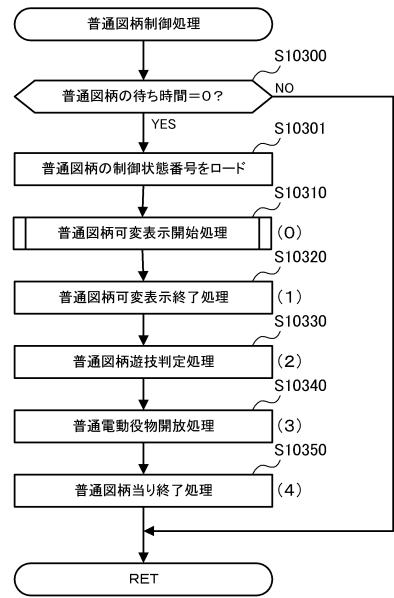 普通図柄制御処理
S10300
普通図柄の待ち時間＝０？
NO
YES
S10301
普通図柄の制御状態番号をロード
S10310
普通図柄可変表示開始処理
（０）
S10320
普通図柄可変表示終了処理
（１）
S10330
普通図柄遊技判定処理
（２）
S10340
普通電動役物開放処理
（３）
S10350
普通図柄当り終了処理
（４）
RET